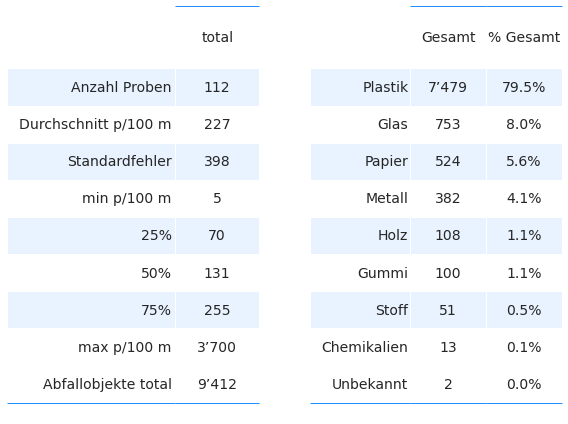 total
Anzahl Proben 112
Durchschnitt p/100 m 227
Standardfehler 398
min p/100 m 5
25% 70
50% 131
75% 255
max p/100 m 3’700
Abfallobjekte total 9’412
Gesamt % Gesamt
Plastik 7’479 79.5%
Glas 753 8.0%
Papier 524 5.6%
Metall 382 4.1%
Holz 108 1.1%
Gummi 100 1.1%
Stoff 51 0.5%
Chemikalien 13 0.1%
Unbekannt 2 0.0%